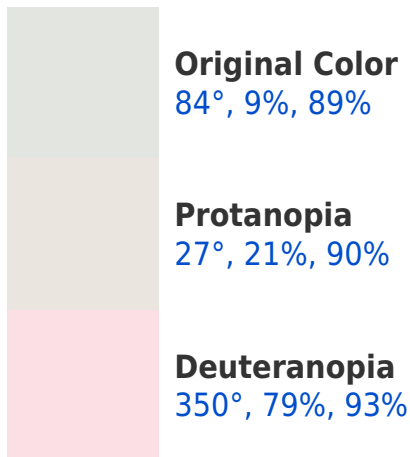 Original Color
84°, 9%, 89%
Protanopia
27°, 21%, 90%
Deuteranopia
350°, 79%, 93%